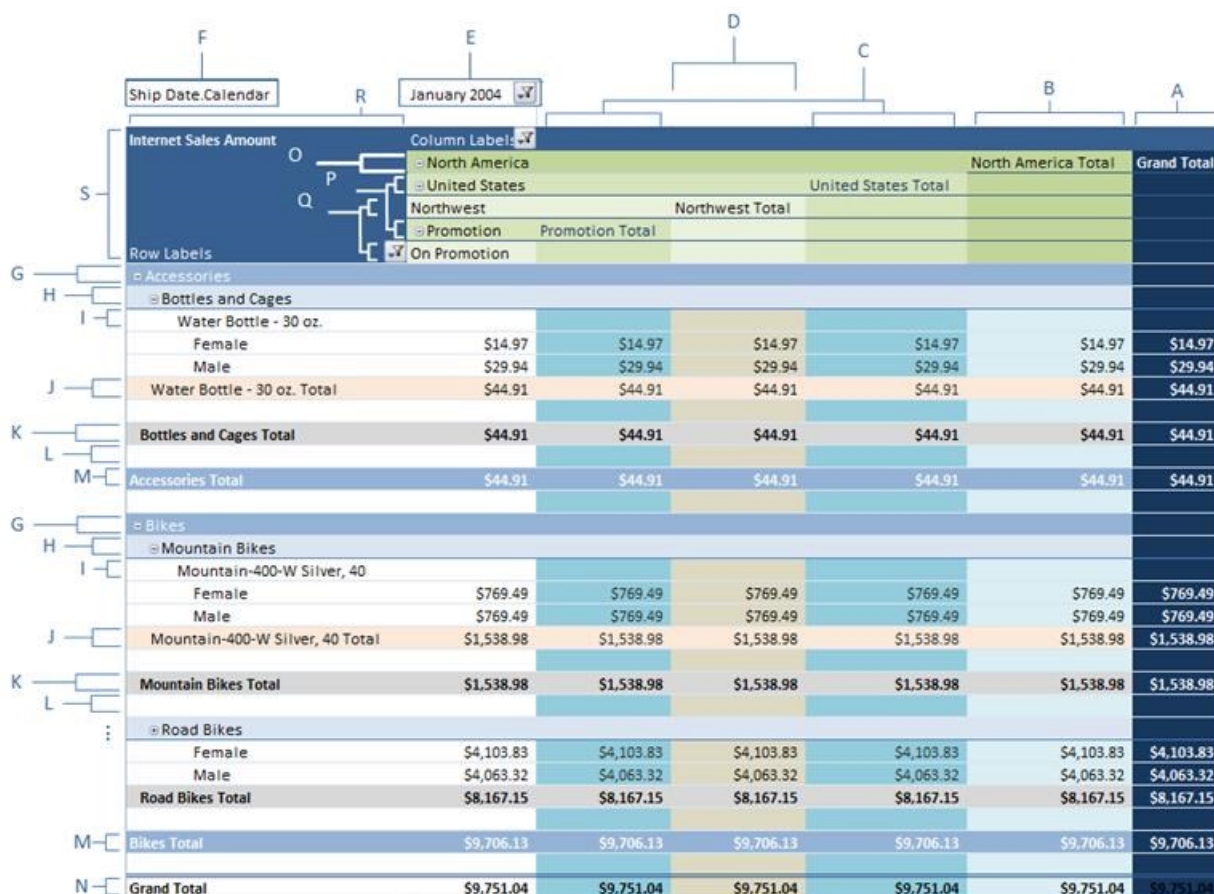 D
F E C
Ship Date.Calendar R January 2004 B A
Internet Sales Amount Column Labels
O North America North America Total Grand Total
P United States United States Total
S Q Northwest Northwest Total
Promotion Promotion Total
Row Labels On Promotion
G Accessories
H Bottles and Cages
I Water Bottle - 30 oz.
Female $14.97 $14.97 $14.97 $14.97 $14.97 $14.97
Male $29.94 $29.94 $29.94 $29.94 $29.94 $29.94
J Water Bottle - 30 oz. Total $44.91 $44.91 $44.91 $44.91 $44.91 $44.91
K Bottles and Cages Total $44.91 $44.91 $44.91 $44.91 $44.91 $44.91
L
M Accessories Total $44.91 $44.91 $44.91 $44.91 $44.91 $44.91
G Bikes
H Mountain Bikes
I Mountain-400-W Silver, 40
Female $769.49 $769.49 $769.49 $769.49 $769.49 $769.49
Male $769.49 $769.49 $769.49 $769.49 $769.49 $769.49
J Mountain-400-W Silver, 40 Total $1,538.98 $1,538.98 $1,538.98 $1,538.98 $1,538.98 $1,538.98
K Mountain Bikes Total $1,538.98 $1,538.98 $1,538.98 $1,538.98 $1,538.98 $1,538.98
L
Road Bikes
Female $4,103.83 $4,103.83 $4,103.83 $4,103.83 $4,103.83 $4,103.83
Male $4,063.32 $4,063.32 $4,063.32 $4,063.32 $4,063.32 $4,063.32
Road Bikes Total $8,167.15 $8,167.15 $8,167.15 $8,167.15 $8,167.15 $8,167.15
M Bikes Total $9,706.13 $9,706.13 $9,706.13 $9,706.13 $9,706.13 $9,706.13
N Grand Total $9,751.04 $9,751.04 $9,751.04 $9,751.04 $9,751.04 $9,751.04